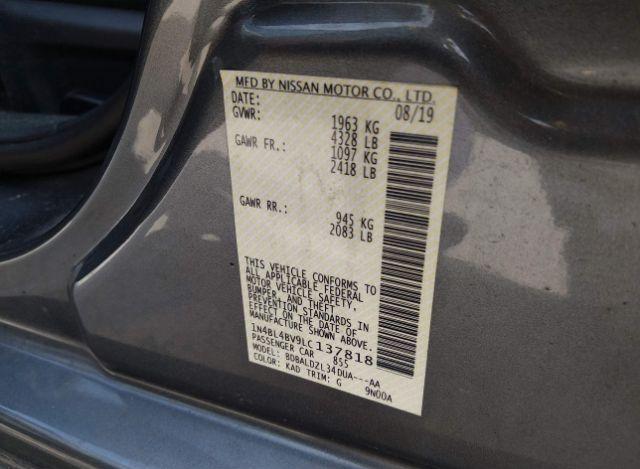 MFD BY NISSAN MOTOR CO., LTD.
DATE: 08/19
GVWR: 1963 KG
4328 LB
GAWR FR.: 1097 KG
2418 LB
GAWR RR.: 945 KG
2083 LB
THIS VEHICLE CONFORMS TO
ALL APPLICABLE FEDERAL
MOTOR VEHICLE SAFETY,
BUMPER, AND THEFT
PREVENTION STANDARDS IN
EFFECT ON THE DATE OF
MANUFACTURE SHOWN ABOVE.
1N4BL4BV9LC137818
PASSENGER CAR 855
MODEL: BDBALDZL34DUA---AA
COLOR: KAD TRIM: G 9N00A